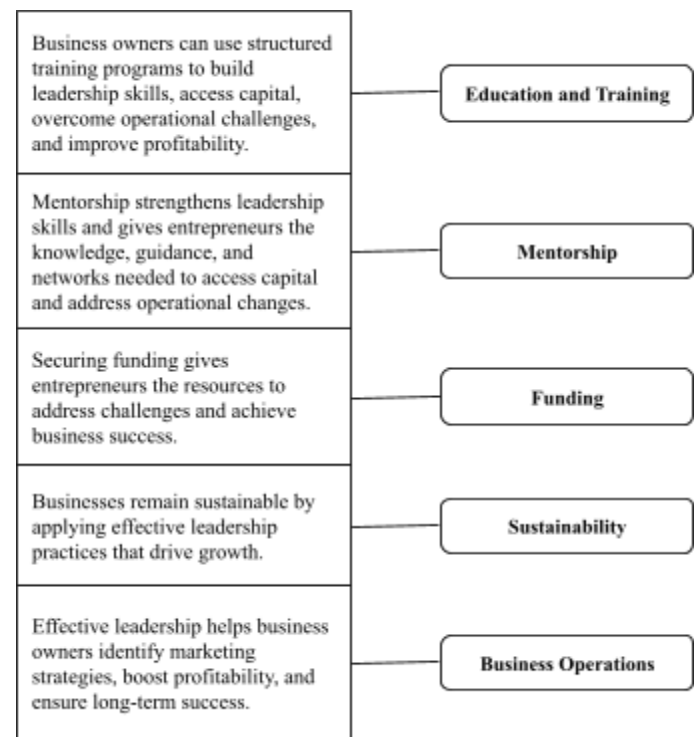 Business owners can use structured
training programs to build
leadership skills, access capital,
overcome operational challenges,
and improve profitability.
Education and Training
Mentorship strengthens leadership
skills and gives entrepreneurs the
knowledge, guidance, and
networks needed to access capital
and address operational changes.
Mentorship
Securing funding gives
entrepreneurs the resources to
address challenges and achieve
business success.
Funding
Businesses remain sustainable by
applying effective leadership
practices that drive growth.
Sustainability
Effective leadership helps business
owners identify marketing
strategies, boost profitability, and
ensure long-term success.
Business Operations